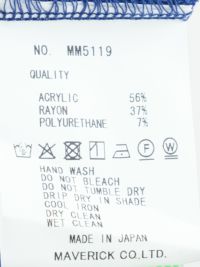 NO. MM5119
QUALITY
ACRYLIC 56%
RAYON 37%
POLYURETHANE 7%
HAND WASH
DO NOT BLEACH
DO NOT TUMBLE DRY
DRIP DRY IN SHADE
COOL IRON
DRY CLEAN
WET CLEAN
MADE IN JAPAN
MAVERICK CO.LTD.